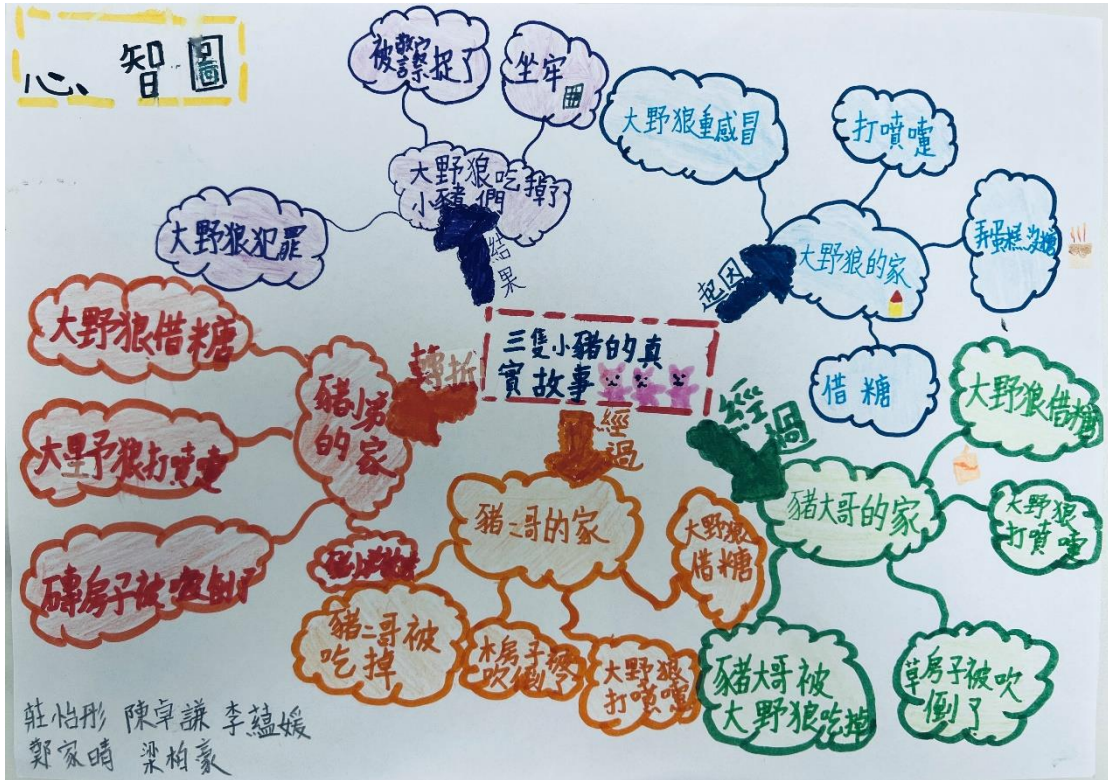 心智圖
被警察捉了
坐牢
大野狼吃掉了
小豬們
大野狼犯罪
結果
大野狼重感冒
打噴嚏
弄蛋糕沒糖
大野狼的家
借糖
起因
三隻小豬的真
實故事
經過
豬大哥的家
大野狼借糖
大野狼
打噴嚏
草房子被吹
倒了
豬大哥被
大野狼吃掉
經過
豬二哥的家
大野狼
借糖
大野狼
打噴嚏
木房子被
吹倒了
豬二哥被
吃掉
轉折
豬小弟
的家
大野狼借糖
大野狼打噴嚏
磚房子被
莊怡彤 陳卓謙 李蘊媛
鄭家晴 梁柏豪